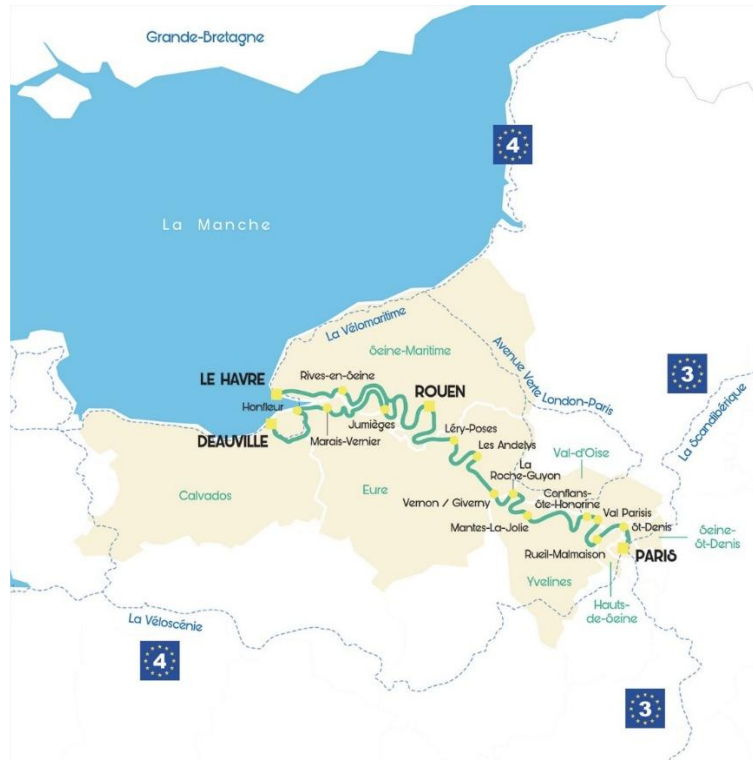 Grande-Bretagne
4
La Manche
La Vélomaritime
Seine-Maritime
Avenue Verte London-Paris
3
La Scandibérique
LE HAVRE
Rives-en-Seine
ROUEN
Honfleur
DEAUVILLE
Marais-Vernier
Jumièges
Léry-Poses
Les Andelys
La
Roche-Guyon
Val-d'Oise
Calvados
Eure
Vernon / Giverny
Conflans-
Ste-Honorine
Val Parisis
St-Denis
Seine-
St-Denis
Mantes-La-Jolie
Rueil-Malmaison
PARIS
Yvelines
Hauts-
de-Seine
La Véloscénie
4
3